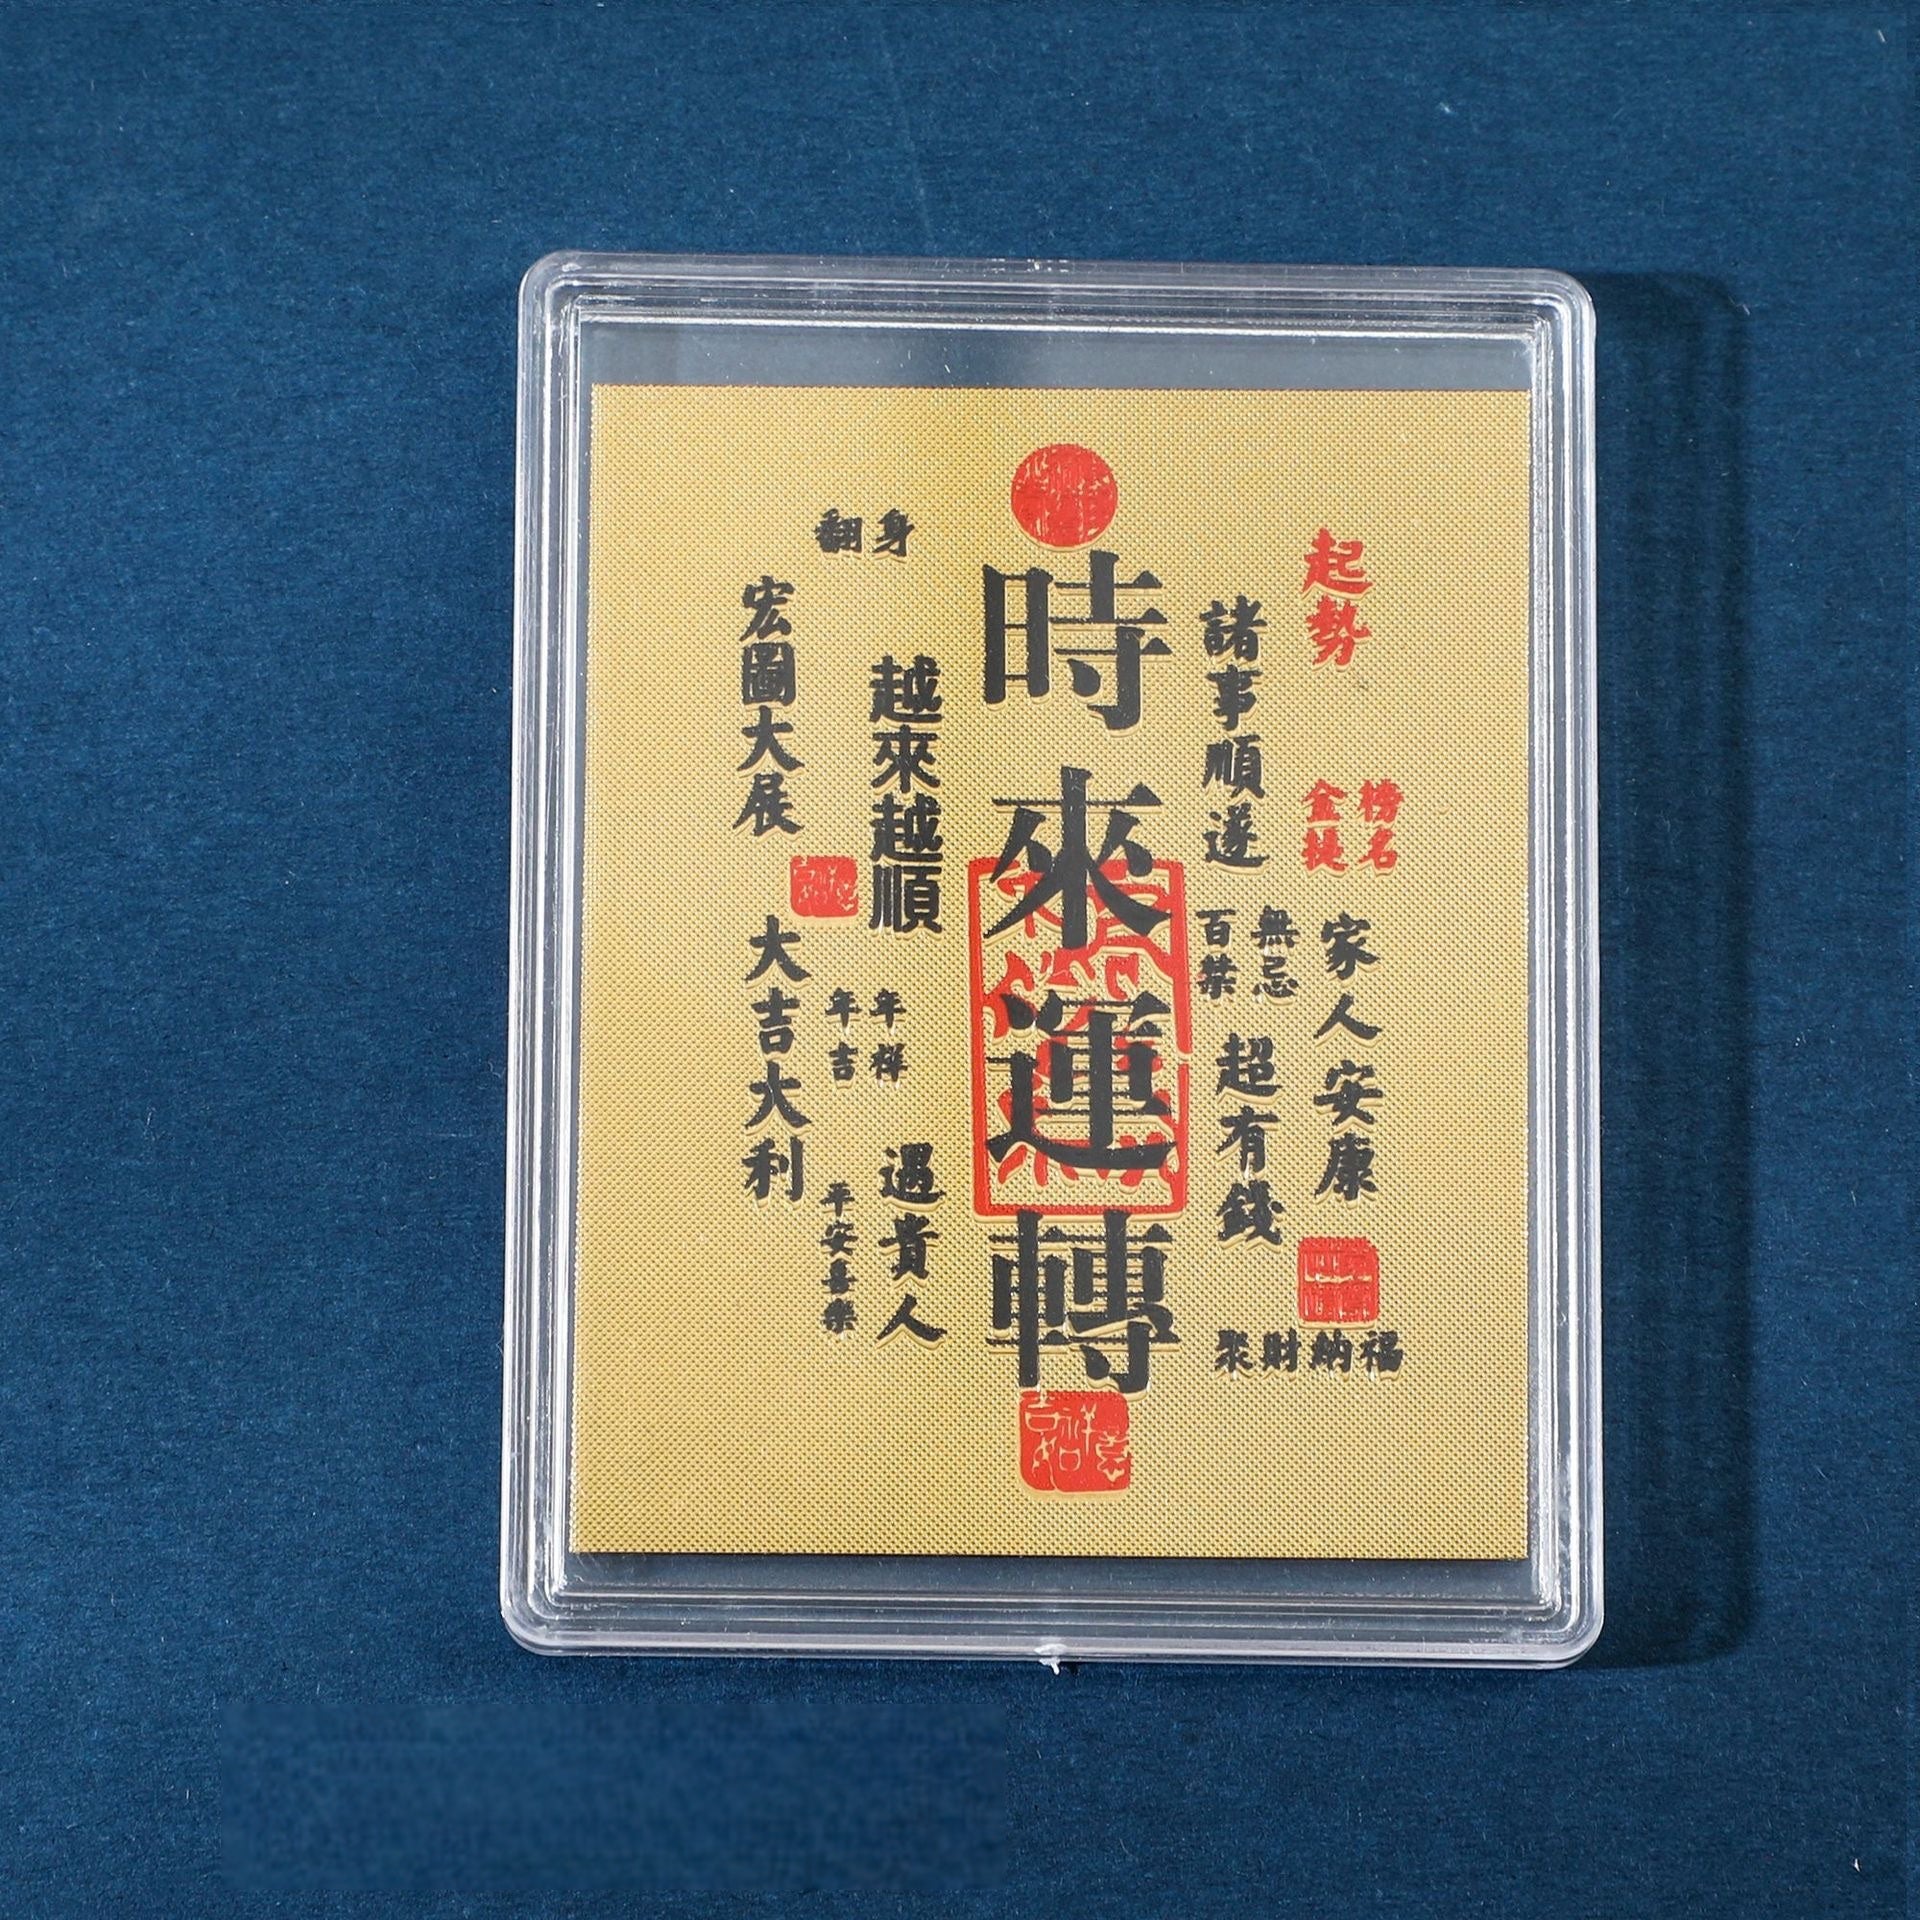 起勢
榜名
金提
家人安康
聚財納福
諸事順遂
無忌
百禁
超有錢
時來運轉
翻身
越來越順
年祥
年吉
遇貴人
平安喜樂
宏圖大展
大吉大利